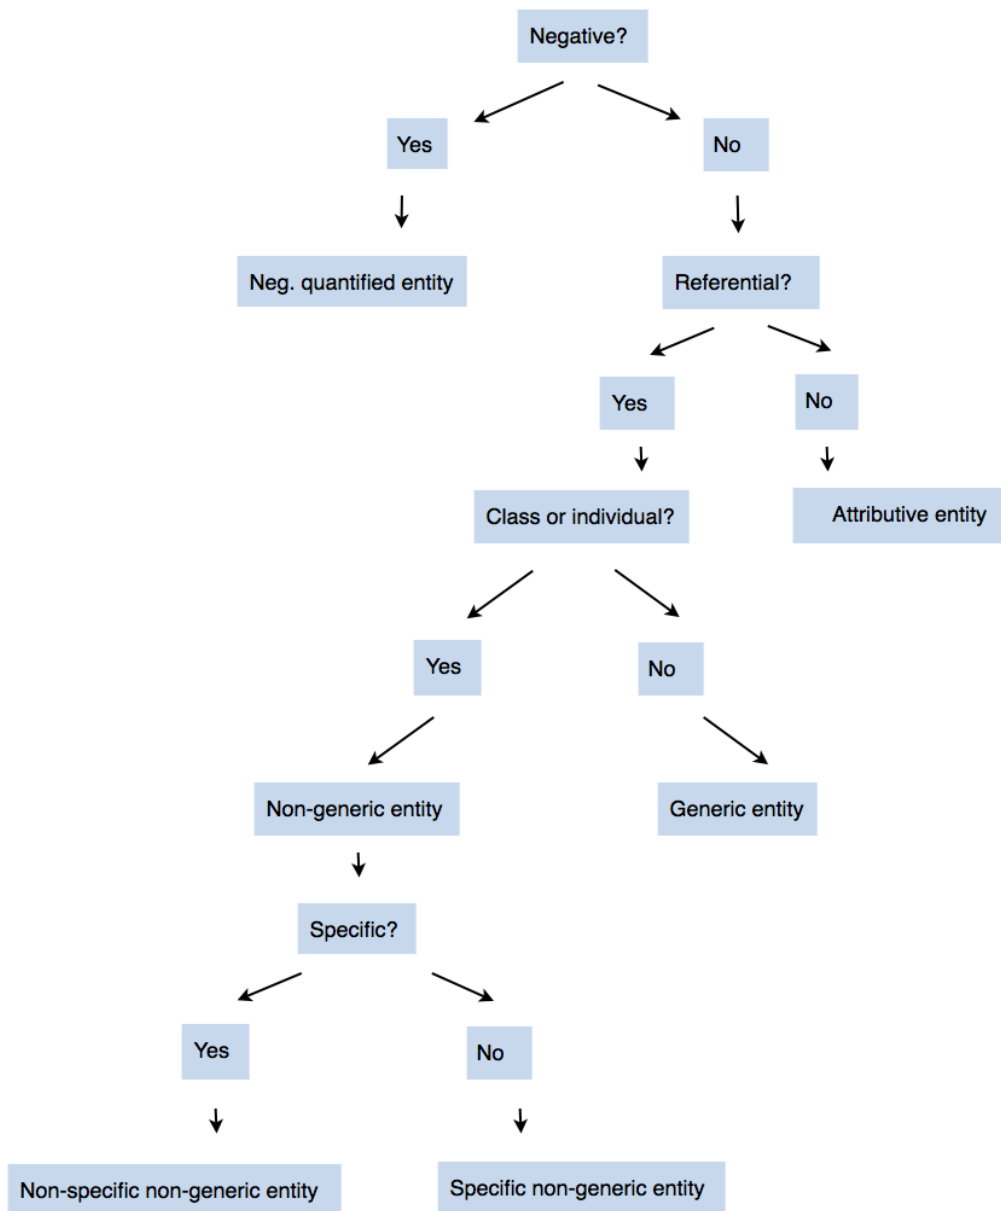 Negative?
Yes
No
Neg. quantified entity
Referential?
Yes
No
Class or individual?
Attributive entity
Yes
No
Non-generic entity
Generic entity
Specific?
Yes
No
Non-specific non-generic entity
Specific non-generic entity